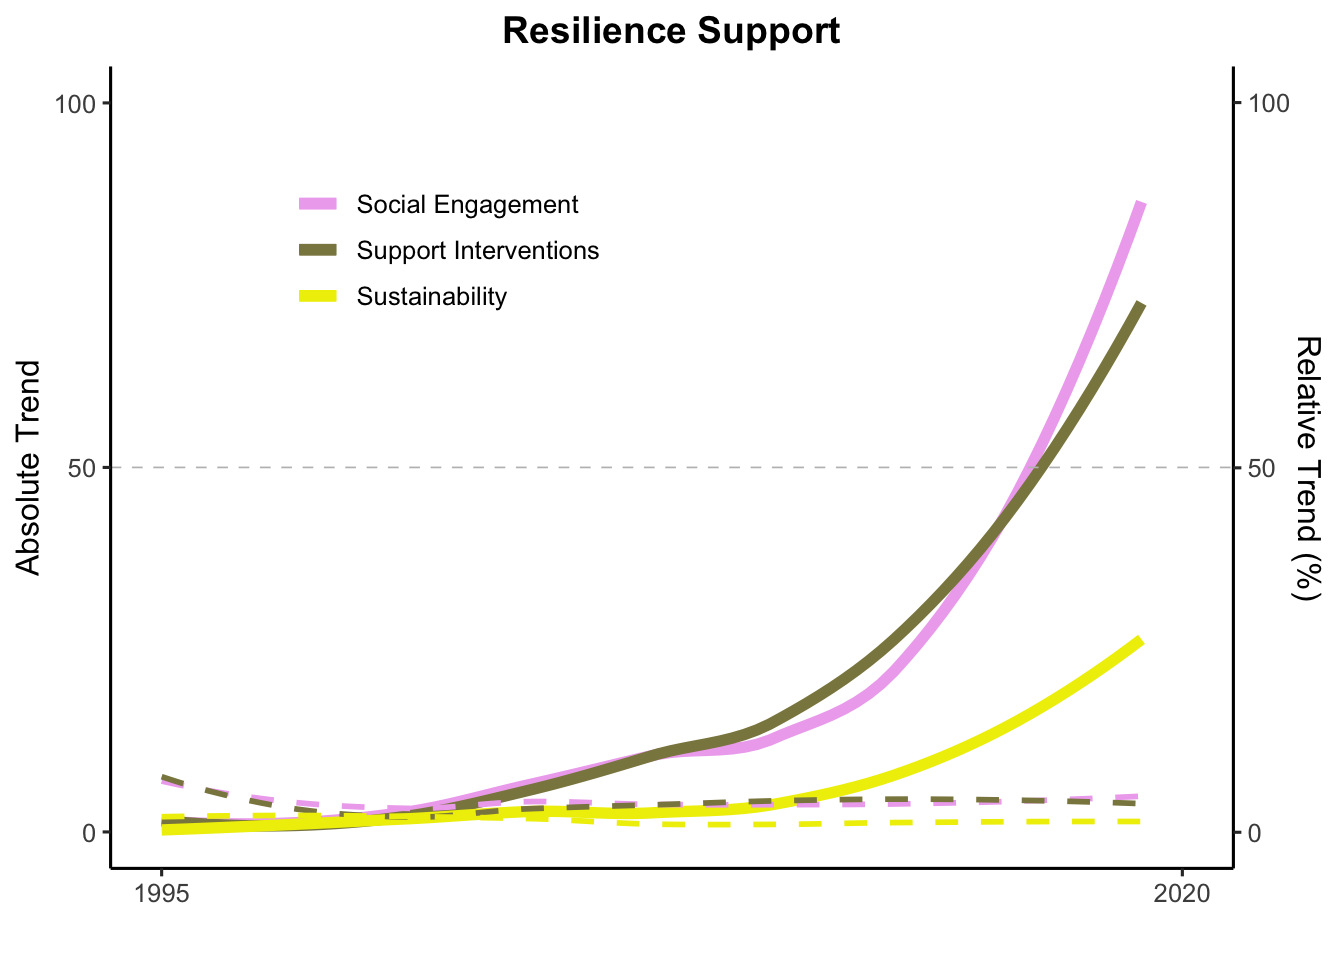 Resilience Support
100
100
Social Engagement
Support Interventions
Sustainability
Absolute Trend
Relative Trend (%)
50
50
0
0
1995
2020